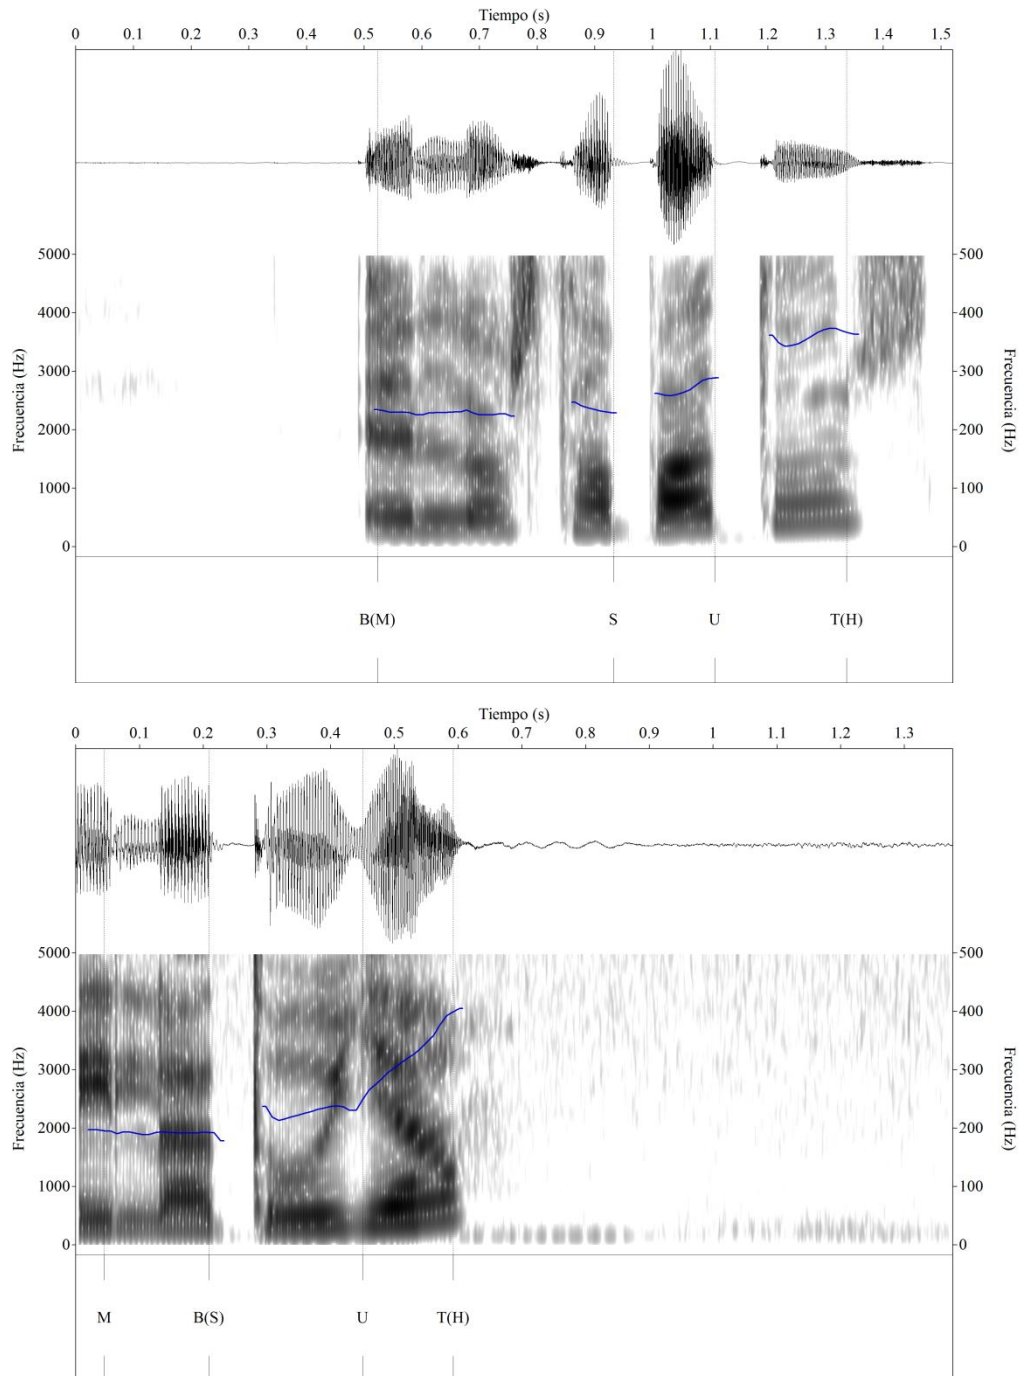 Tiempo (s)
0 0.1 0.2 0.3 0.4 0.5 0.6 0.7 0.8 0.9 1 1.1 1.2 1.3 1.4 1.5
5000 500
4000 400
3000 300
2000 200
1000 100
0 0
Frecuencia (Hz) Frecuencia (Hz)
B(M) S U T(H)
Tiempo (s)
0 0.1 0.2 0.3 0.4 0.5 0.6 0.7 0.8 0.9 1 1.1 1.2 1.3
5000 500
4000 400
3000 300
2000 200
1000 100
0 0
Frecuencia (Hz) Frecuencia (Hz)
M B(S) U T(H)